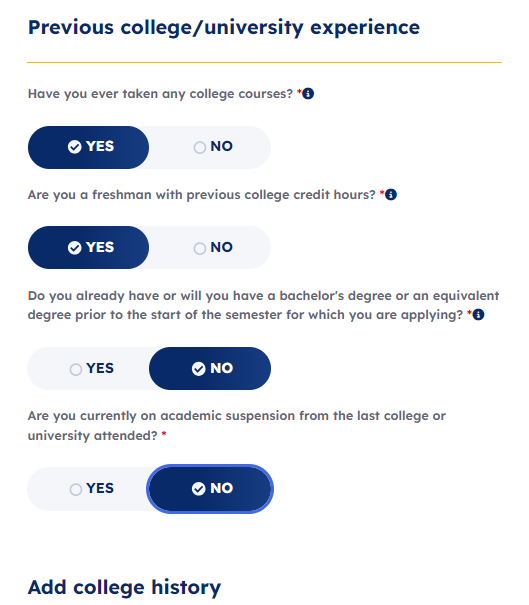 Previous college/university experience
Have you ever taken any college courses? *
YES NO
Are you a freshman with previous college credit hours? *
YES NO
Do you already have or will you have a bachelor's degree or an equivalent
degree prior to the start of the semester for which you are applying? *
YES NO
Are you currently on academic suspension from the last college or
university attended? *
YES NO
Add college history